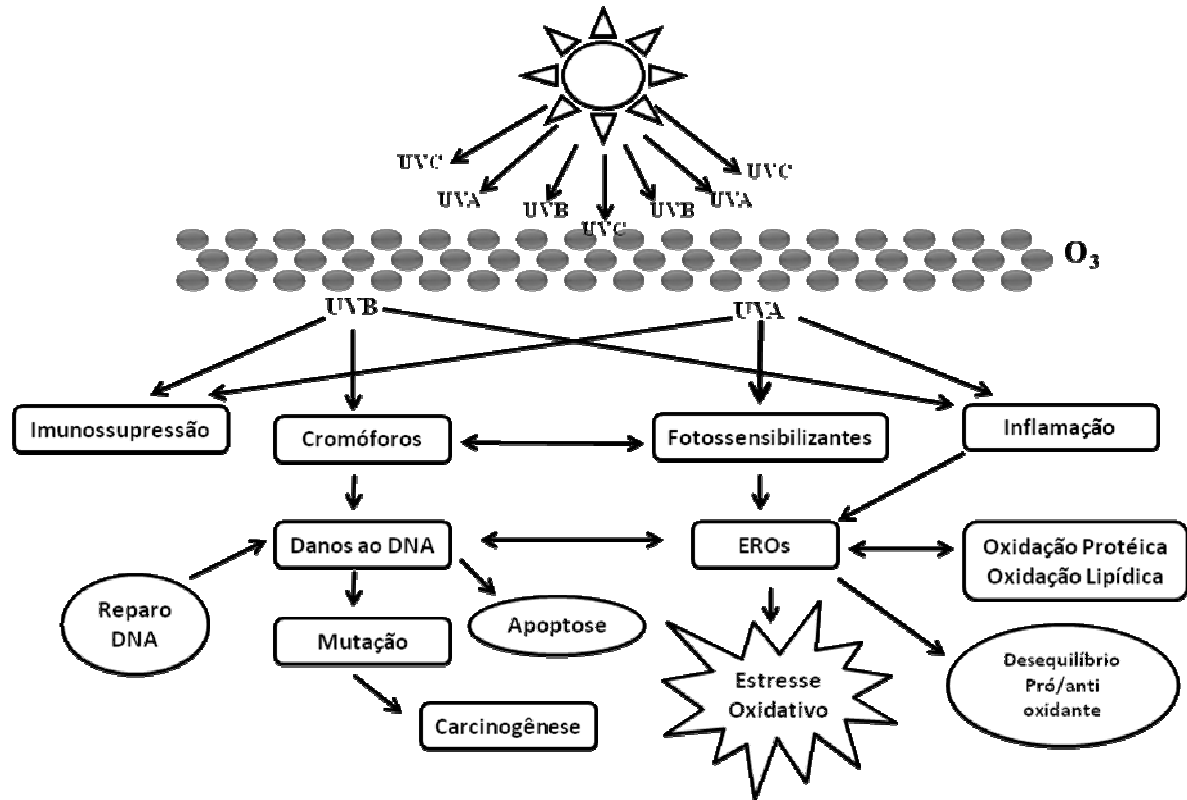 UVC
UVC
UVA
UVB
UVB
UVA
UVC
O₃
UVB
UVA
Imunossupressão
Cromóforos
Fotossensibilizantes
Inflamação
Danos ao DNA
EROs
Oxidação Protéica
Oxidação Lipídica
Reparo
DNA
Mutação
Apoptose
Estresse
Oxidativo
Desequilíbrio
Pró/anti
oxidante
Carcinogênese